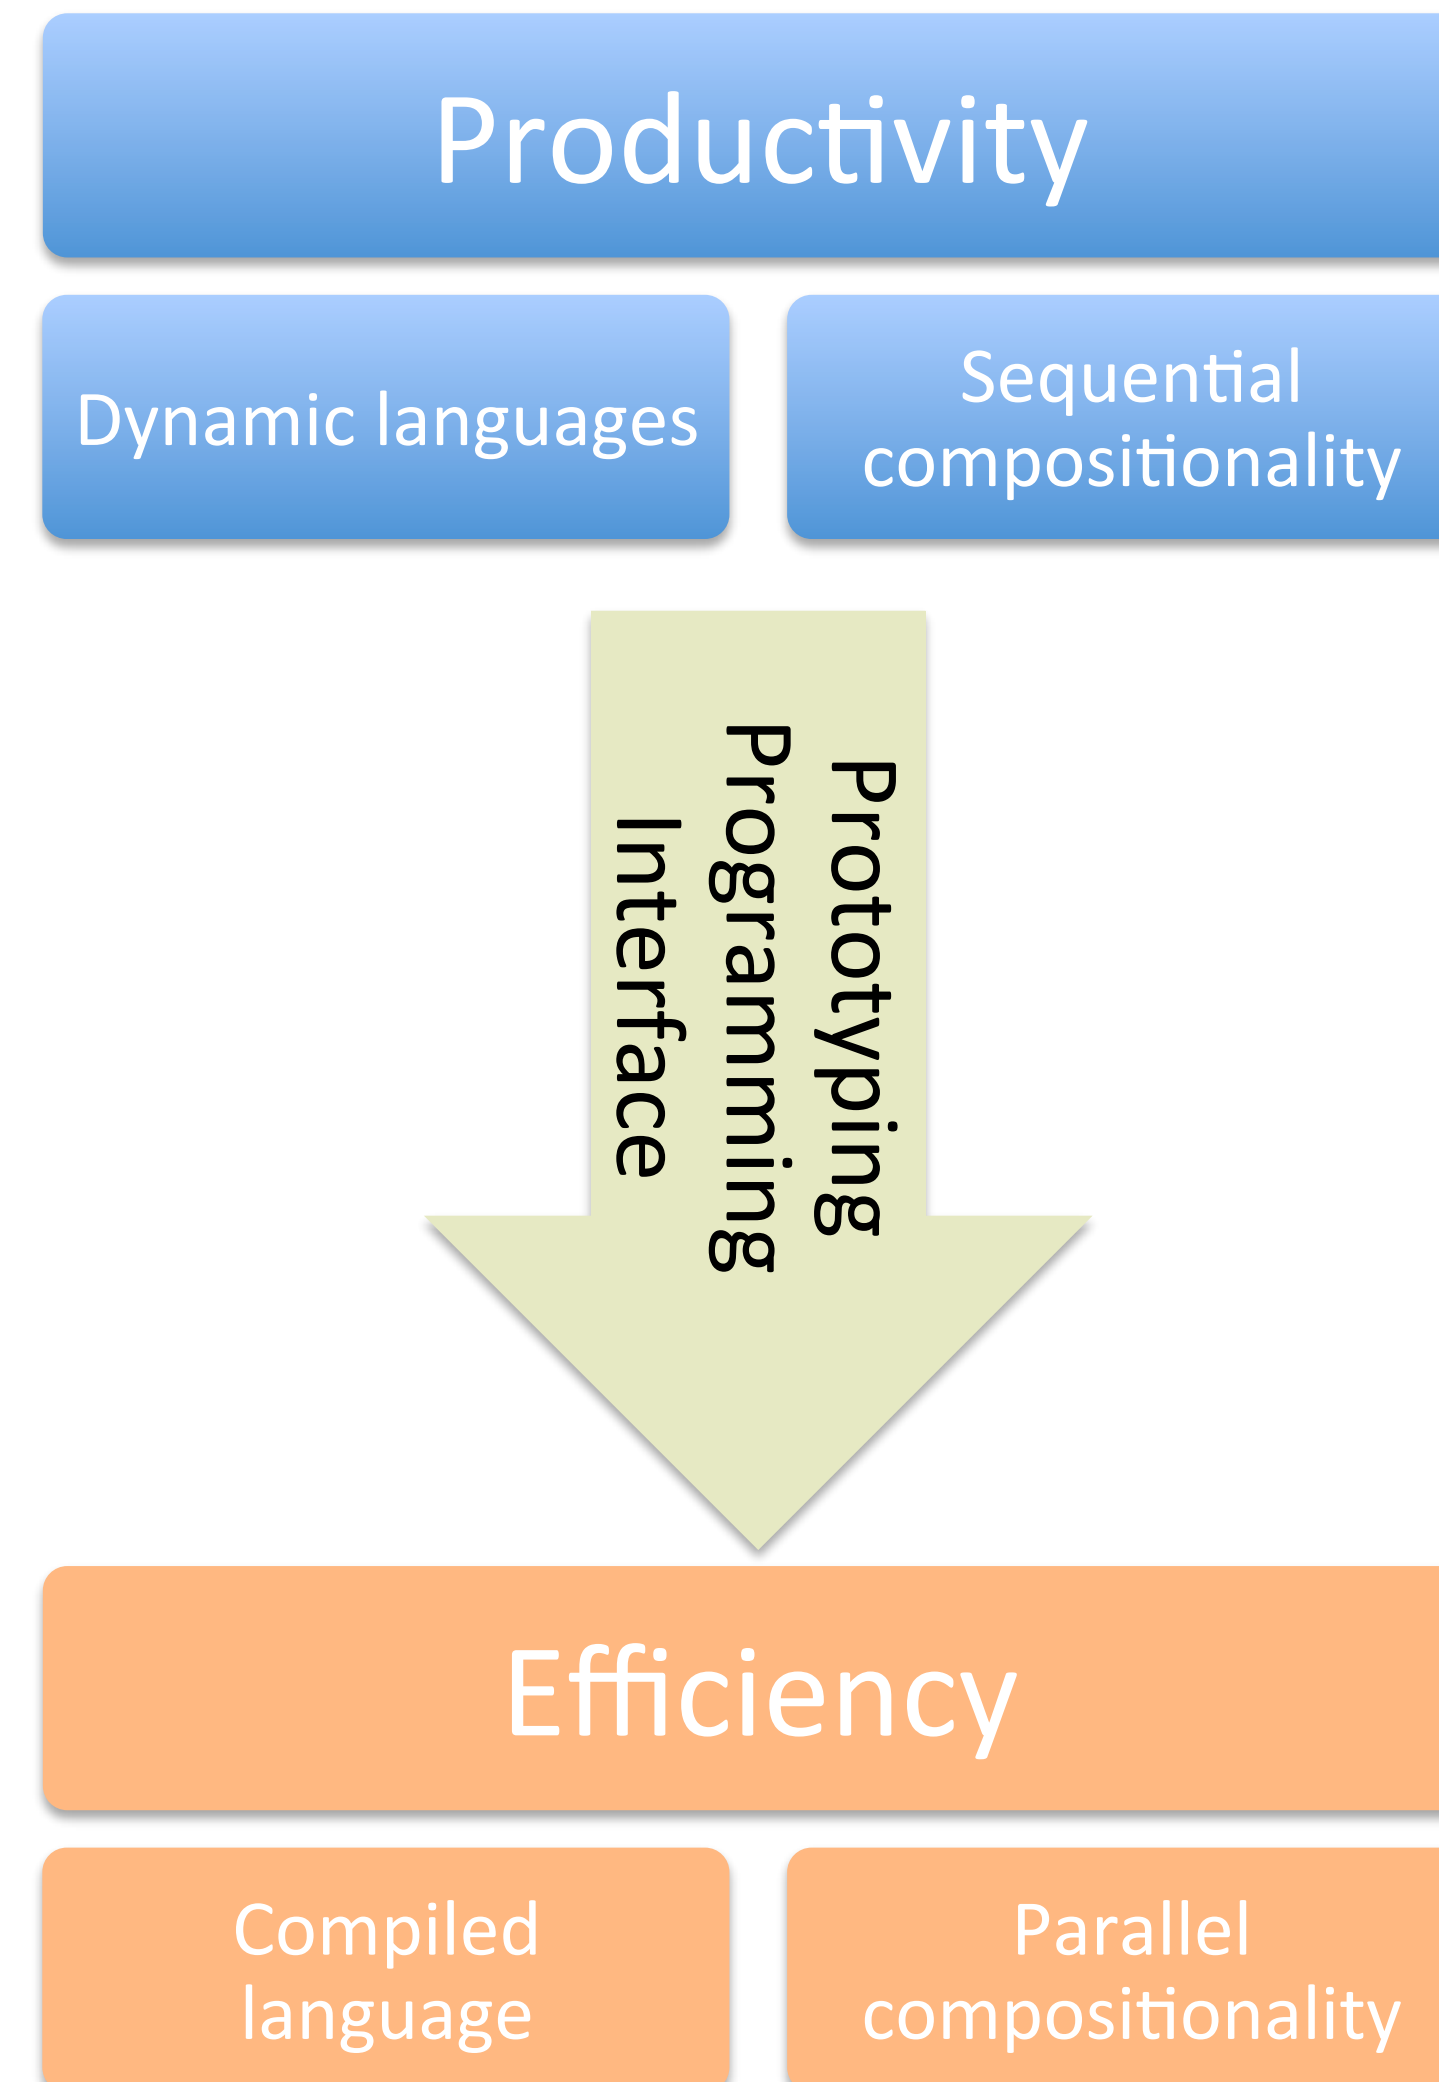 Productivity
Dynamic languages
Sequential
compositionality
Prototyping
Programming
Interface
Efficiency
Compiled
language
Parallel
compositionality